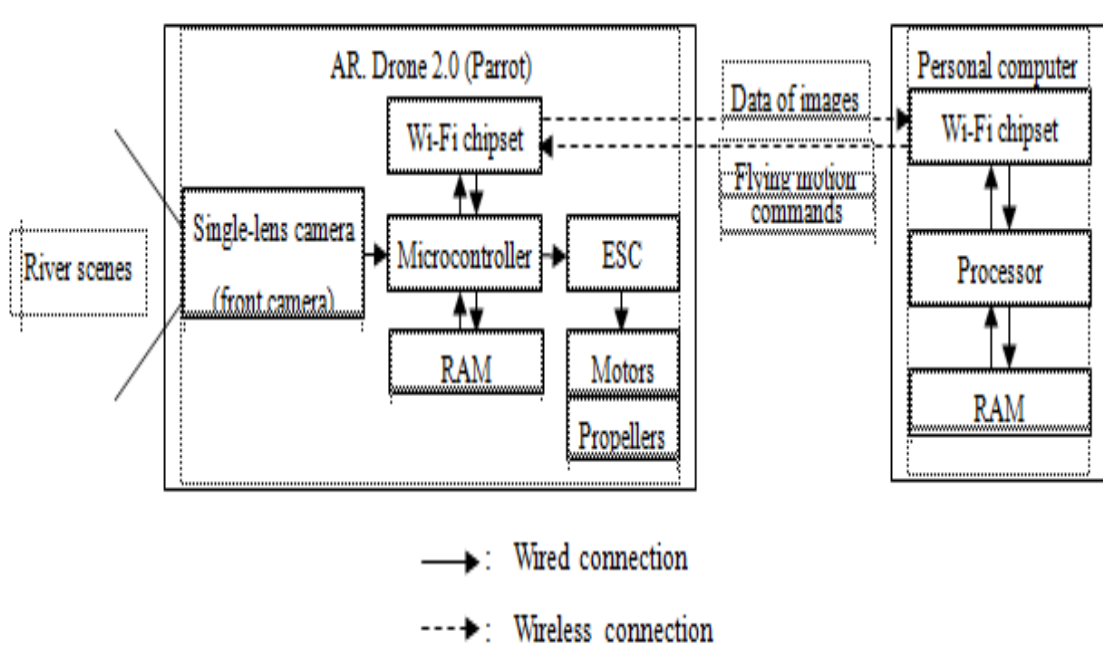 AR. Drone 2.0 (Parrot)
Personal computer
Data of images
Wi-Fi chipset
Wi-Fi chipset
Flying motion
commands
Single-lens camera
(front camera)
Microcontroller
ESC
River scenes
Processor
RAM
Motors
RAM
Propellers
: Wired connection
: Wireless connection